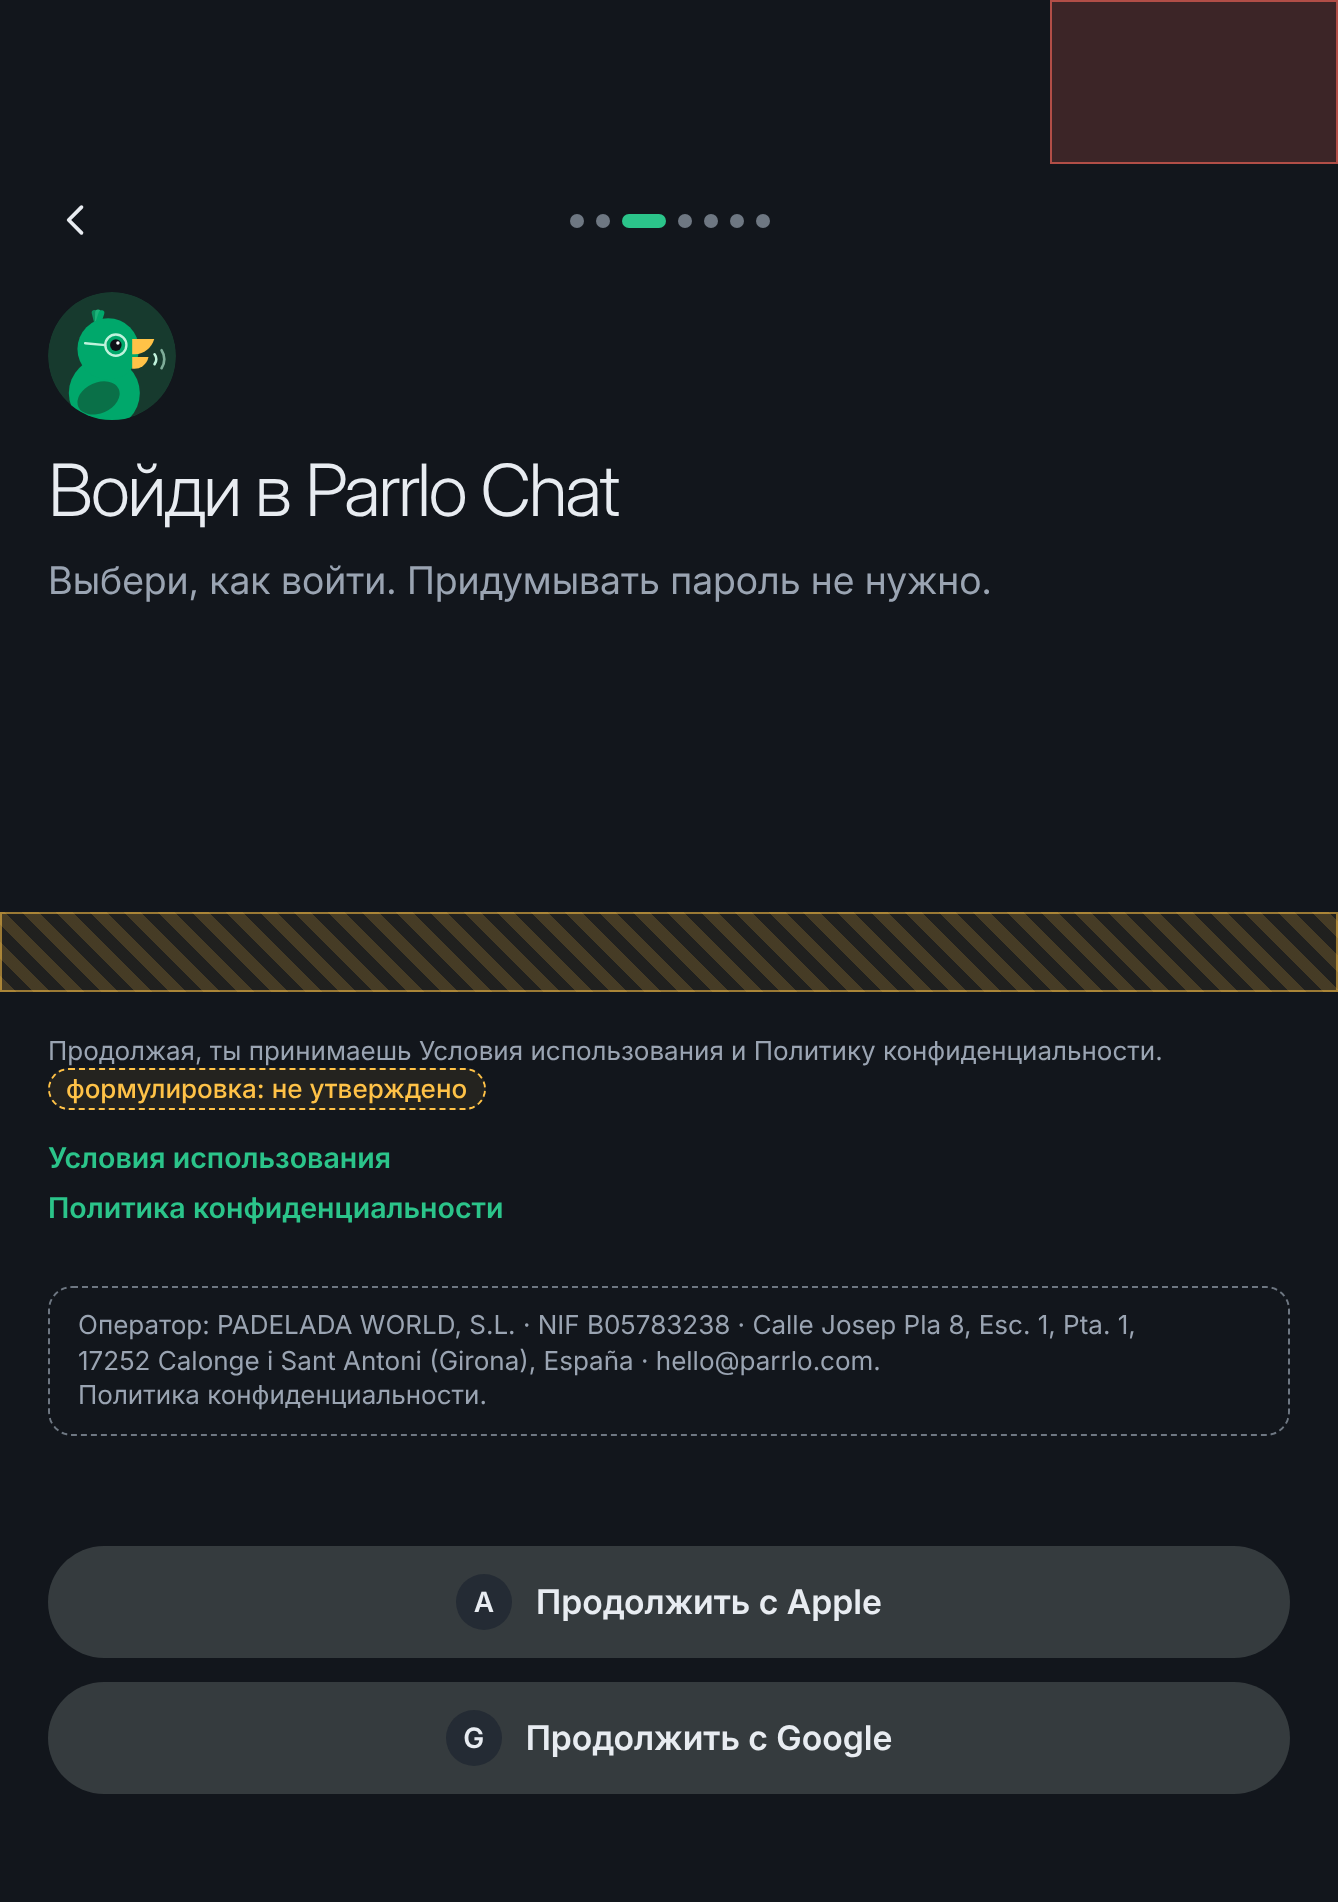 Войди в Parrlo Chat
Выбери, как войти. Придумывать пароль не нужно.
Продолжая, ты принимаешь Условия использования и Политику конфиденциальности.
формулировка: не утверждено
Условия использования
Политика конфиденциальности
Оператор: PADELADA WORLD, S.L. · NIF B05783238 · Calle Josep Pla 8, Esc. 1, Pta. 1,
17252 Calonge i Sant Antoni (Girona), España · hello@parrlo.com.
Политика конфиденциальности.
A Продолжить с Apple
G Продолжить с Google